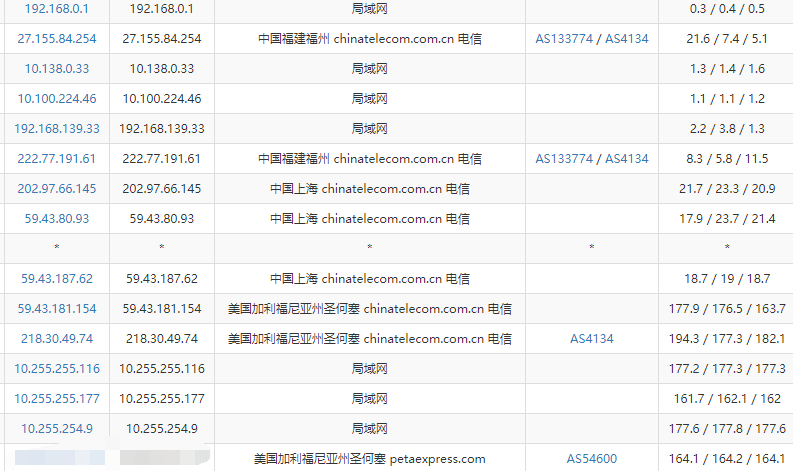 192.168.0.1 192.168.0.1 局域网 0.3 / 0.4 / 0.5
27.155.84.254 27.155.84.254 中国福建福州 chinatelecom.com.cn 电信 AS133774 / AS4134 21.6 / 7.4 / 5.1
10.138.0.33 10.138.0.33 局域网 1.3 / 1.4 / 1.6
10.100.224.46 10.100.224.46 局域网 1.1 / 1.1 / 1.2
192.168.139.33 192.168.139.33 局域网 2.2 / 3.8 / 1.3
222.77.191.61 222.77.191.61 中国福建福州 chinatelecom.com.cn 电信 AS133774 / AS4134 8.3 / 5.8 / 11.5
202.97.66.145 202.97.66.145 中国上海 chinatelecom.com.cn 电信 21.7 / 23.3 / 20.9
59.43.80.93 59.43.80.93 中国上海 chinatelecom.com.cn 电信 17.9 / 23.7 / 21.4
* * * * *
59.43.187.62 59.43.187.62 中国上海 chinatelecom.com.cn 电信 18.7 / 19 / 18.7
59.43.181.154 59.43.181.154 美国加利福尼亚州圣何塞 chinatelecom.com.cn 电信 177.9 / 176.5 / 163.7
218.30.49.74 218.30.49.74 美国加利福尼亚州圣何塞 chinatelecom.com.cn 电信 AS4134 194.3 / 177.3 / 182.1
10.255.255.116 10.255.255.116 局域网 177.2 / 177.3 / 177.3
10.255.255.177 10.255.255.177 局域网 161.7 / 162.1 / 162
10.255.254.9 10.255.254.9 局域网 177.6 / 177.8 / 177.6
美国加利福尼亚州圣何塞 petaexpress.com AS54600 164.1 / 164.2 / 164.1